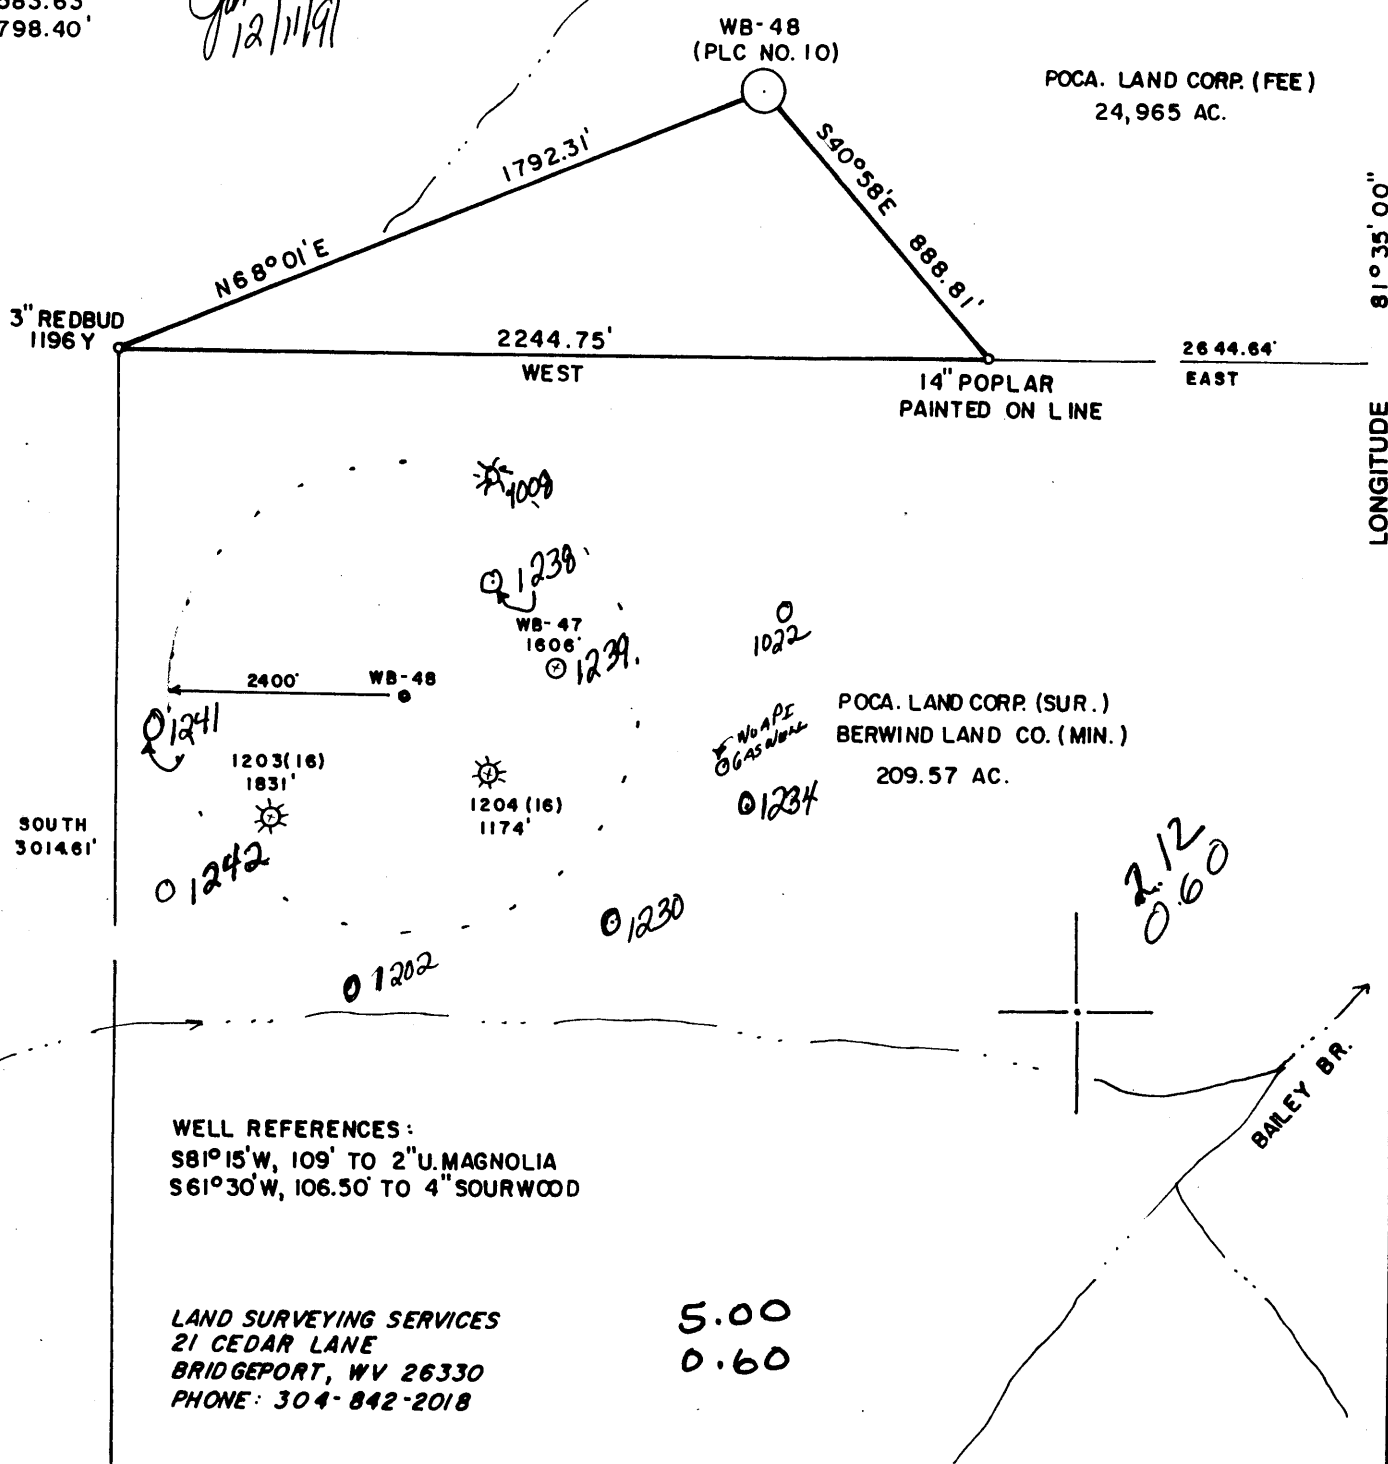 798.40'
12/11/91
WB-48
(PLC NO. 10)
POCA. LAND CORP. (FEE)
24,965 AC.
1792.31'
N68°01'E
S40°58'E 888.81'
81°35'00"
LONGITUDE
3" REDBUD
1196 Y
2244.75'
WEST
14" POPLAR
PAINTED ON LINE
2644.64'
EAST
1238
WB-47
1606'
1239
1022
2400'
WB-48
1241
NO API
GAS WELL
POCA. LAND CORP. (SUR.)
BERWIND LAND CO. (MIN.)
209.57 AC.
1203(16)
1831'
1204 (16)
1174'
1234
SOUTH
3014.61'
1242
2.12
0.60
1230
1202
BAILEY BR.
WELL REFERENCES:
S81°15'W, 109' TO 2" U. MAGNOLIA
S61°30'W, 106.50' TO 4" SOURWOOD
LAND SURVEYING SERVICES
21 CEDAR LANE
BRIDGEPORT, WV 26330
PHONE: 304-842-2018
5.00
0.60